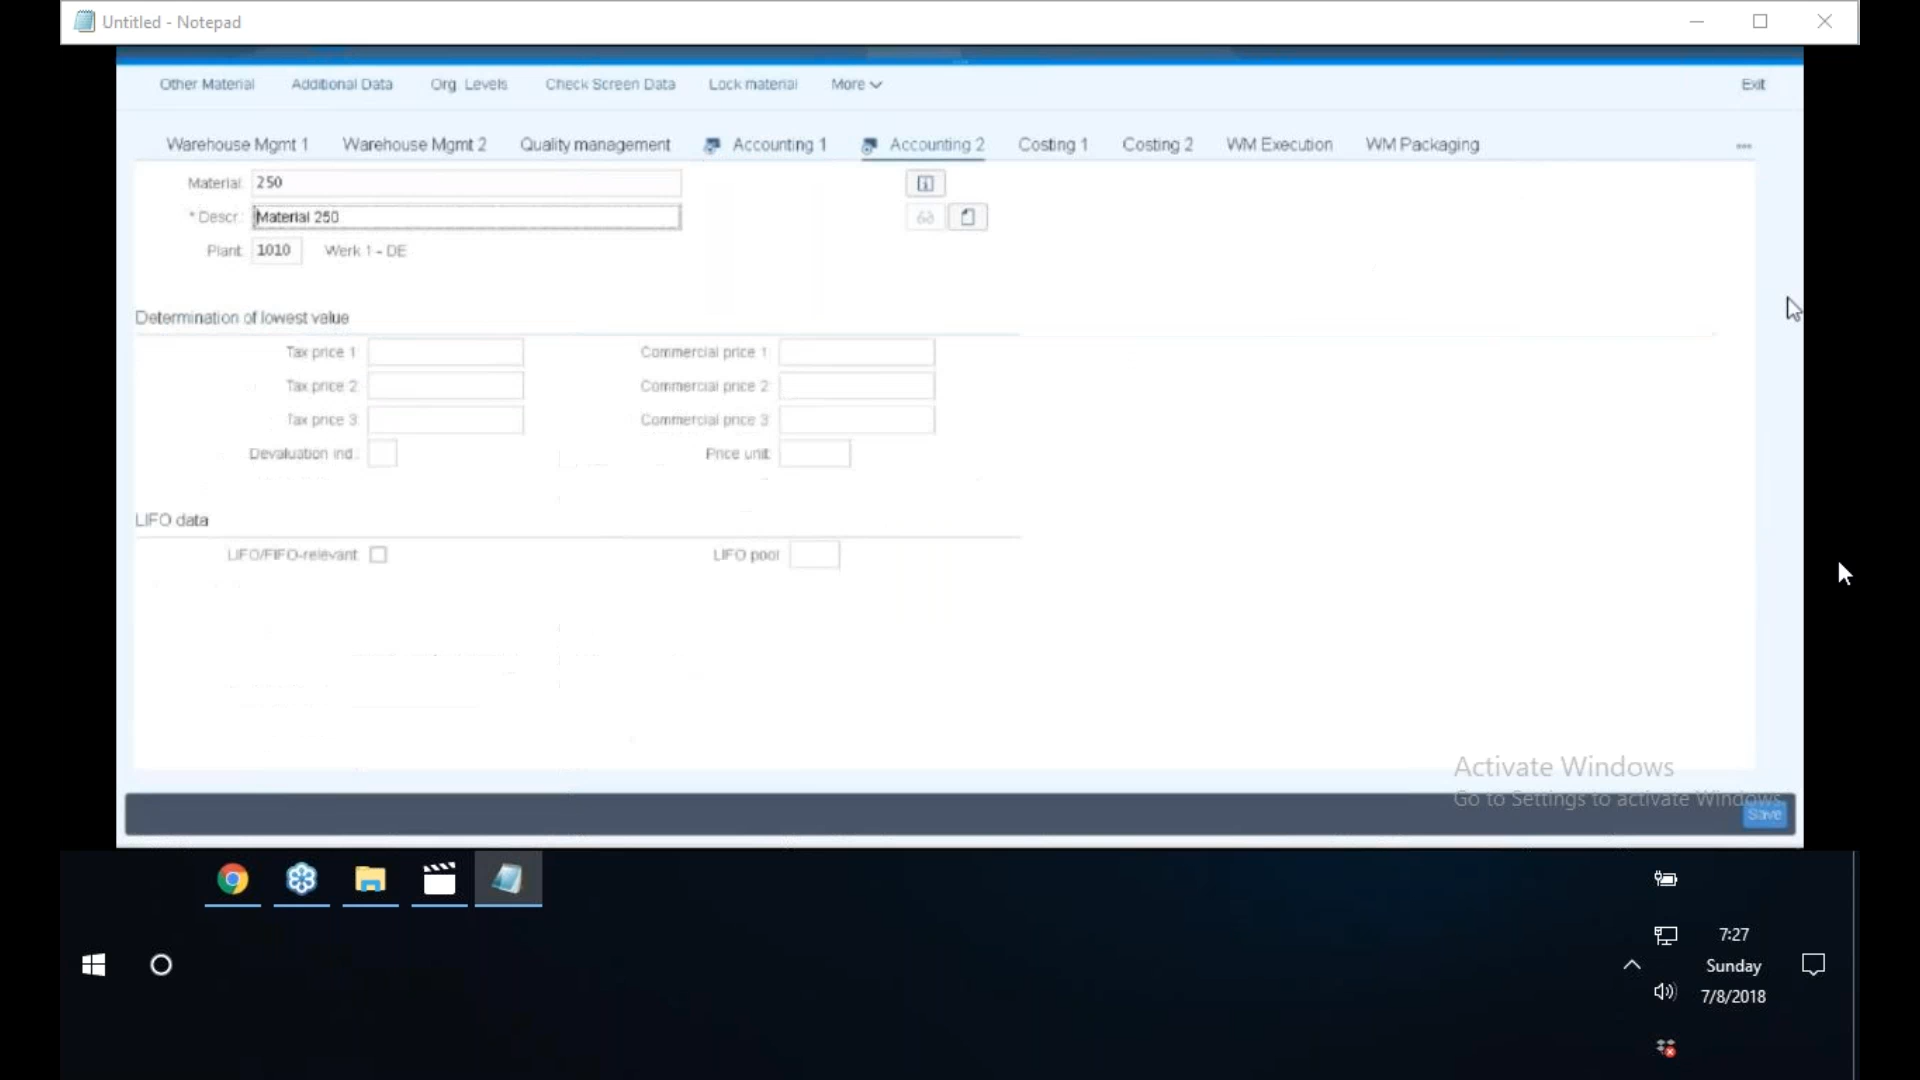 Untitled - Notepad
Other Material Additional Data Org. Levels Check Screen Data Lock material More Exit
Warehouse Mgmt 1 Warehouse Mgmt 2 Quality management Accounting 1 Accounting 2 Costing 1 Costing 2 WM Execution WM Packaging ...
Material: 250
* Descr.: Material 250
Plant: 1010 Werk 1 - DE
Determination of lowest value
Tax price 1: Commercial price 1:
Tax price 2: Commercial price 2:
Tax price 3: Commercial price 3:
Devaluation ind.: Price unit:
LIFO data
LIFO/FIFO-relevant: LIFO pool:
Activate Windows
Go to Settings to activate Windows.
Save
7:27
Sunday
7/8/2018